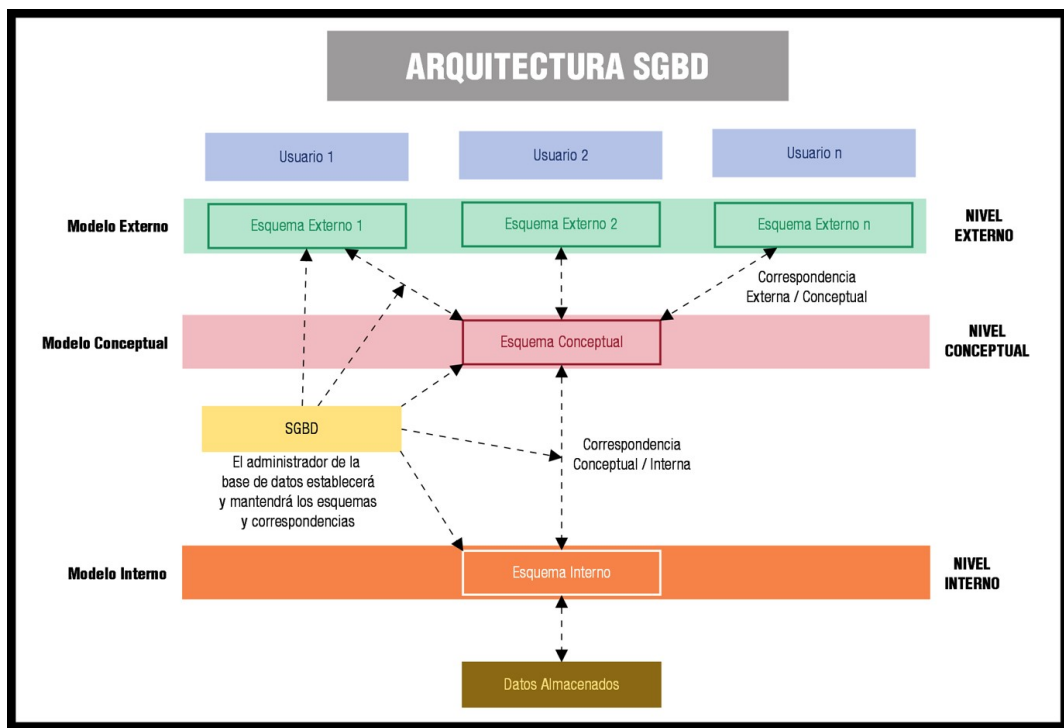 ARQUITECTURA SGBD
Usuario 1
Usuario 2
Usuario n
Modelo Externo
Esquema Externo 1
Esquema Externo 2
Esquema Externo n
NIVEL
EXTERNO
Correspondencia
Externa / Conceptual
Modelo Conceptual
Esquema Conceptual
NIVEL
CONCEPTUAL
SGBD
El administrador de la
base de datos establecerá
y mantendrá los esquemas
y correspondencias
Correspondencia
Conceptual / Interna
Modelo Interno
Esquema Interno
NIVEL
INTERNO
Datos Almacenados